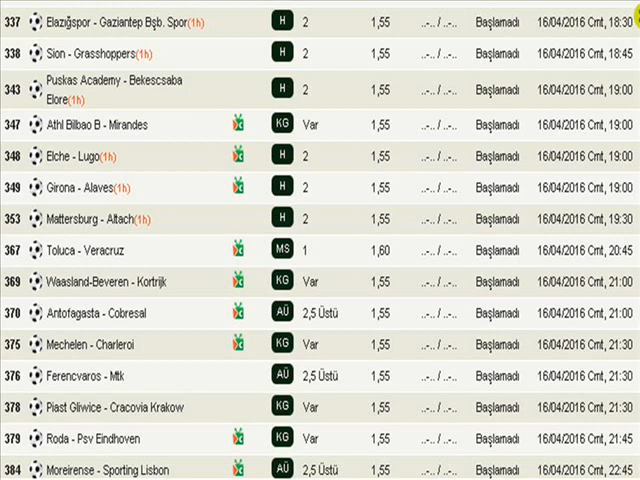 337 Elazığspor - Gaziantep Bşb. Spor(1h) H 2 1,55 ..-.. / ..-.. Başlamadı 16/04/2016 Cmt, 18:30
338 Sion - Grasshoppers(1h) H 2 1,55 ..-.. / ..-.. Başlamadı 16/04/2016 Cmt, 18:45
343 Puskas Academy - Bekescsaba
Elore(1h) H 2 1,55 ..-.. / ..-.. Başlamadı 16/04/2016 Cmt, 19:00
347 Athl Bilbao B - Mirandes KG Var 1,55 ..-.. / ..-.. Başlamadı 16/04/2016 Cmt, 19:00
348 Elche - Lugo(1h) H 2 1,55 ..-.. / ..-.. Başlamadı 16/04/2016 Cmt, 19:00
349 Girona - Alaves(1h) H 2 1,55 ..-.. / ..-.. Başlamadı 16/04/2016 Cmt, 19:00
353 Mattersburg - Altach(1h) H 2 1,55 ..-.. / ..-.. Başlamadı 16/04/2016 Cmt, 19:30
367 Toluca - Veracruz MS 1 1,60 ..-.. / ..-.. Başlamadı 16/04/2016 Cmt, 20:45
369 Waasland-Beveren - Kortrijk KG Var 1,55 ..-.. / ..-.. Başlamadı 16/04/2016 Cmt, 21:00
370 Antofagasta - Cobresal AÜ 2,5 Üstü 1,55 ..-.. / ..-.. Başlamadı 16/04/2016 Cmt, 21:00
375 Mechelen - Charleroi KG Var 1,55 ..-.. / ..-.. Başlamadı 16/04/2016 Cmt, 21:30
376 Ferencvaros - Mtk AÜ 2,5 Üstü 1,55 ..-.. / ..-.. Başlamadı 16/04/2016 Cmt, 21:30
378 Piast Gliwice - Cracovia Krakow KG Var 1,55 ..-.. / ..-.. Başlamadı 16/04/2016 Cmt, 21:30
379 Roda - Psv Eindhoven KG Var 1,55 ..-.. / ..-.. Başlamadı 16/04/2016 Cmt, 21:45
384 Moreirense - Sporting Lisbon AÜ 2,5 Üstü 1,55 ..-.. / ..-.. Başlamadı 16/04/2016 Cmt, 22:45